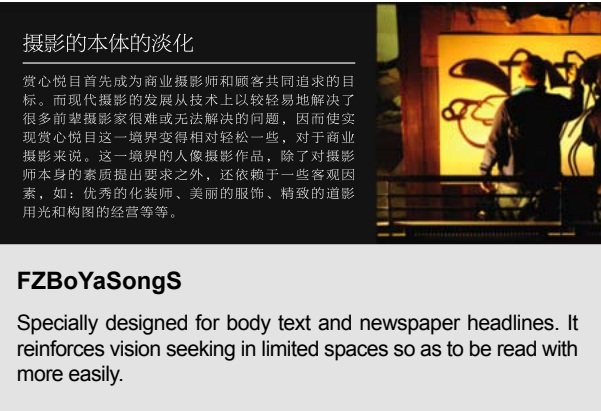 摄影的本体的淡化
赏心悦目首先成为商业摄影师和顾客共同追求的目
标。而现代摄影的发展从技术上以较轻易地解决了
很多前辈摄影家很难或无法解决的问题，因而使实
现赏心悦目这一境界变得相对轻松一些，对于商业
摄影来说。这一境界的人像摄影作品，除了对摄影
师本身的素质提出要求之外，还依赖于一些客观因
素，如：优秀的化装师、美丽的服饰、精致的道影
用光和构图的经营等等。
FZBoYaSongS
Specially designed for body text and newspaper headlines. It
reinforces vision seeking in limited spaces so as to be read with
more easily.